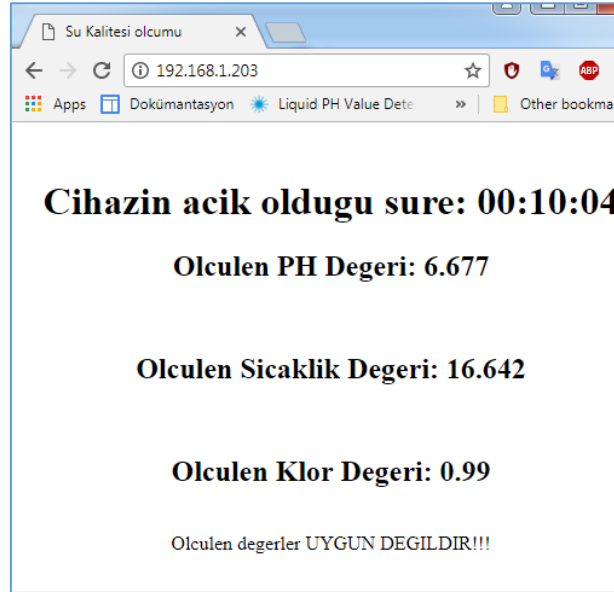 Su Kalitesi olcumu
192.168.1.203
ABP
Apps Dokümantasyon Liquid PH Value Dete » Other bookma
Cihazin acik oldugu sure: 00:10:04
Olculen PH Degeri: 6.677
Olculen Sicaklik Degeri: 16.642
Olculen Klor Degeri: 0.99
Olculen degerler UYGUN DEGILDIR!!!